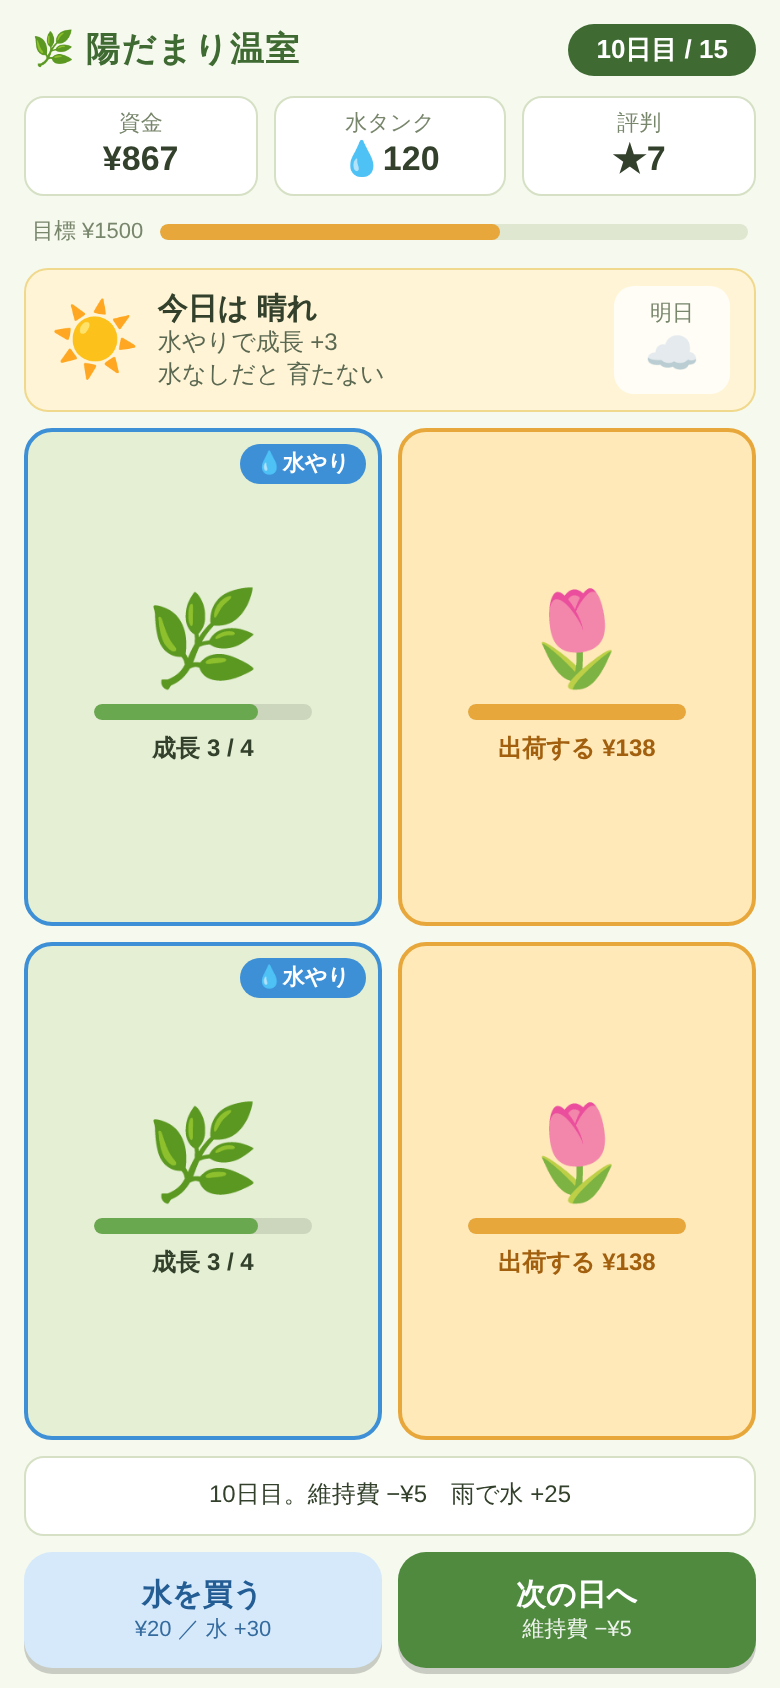 陽だまり温室
10日目 / 15
資金
¥867
水タンク
💧120
評判
★7
目標 ¥1500
今日は 晴れ
水やりで成長 +3
水なしだと 育たない
明日
💧水やり
成長 3 / 4
出荷する ¥138
💧水やり
成長 3 / 4
出荷する ¥138
10日目。維持費 −¥5　雨で水 +25
水を買う
¥20 ／ 水 +30
次の日へ
維持費 −¥5